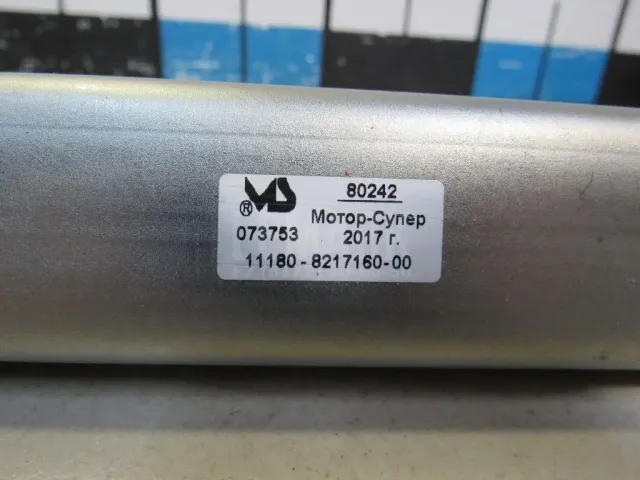 MS 80242
® Мотор-Супер
073753 2017 г.
11180-8217160-00